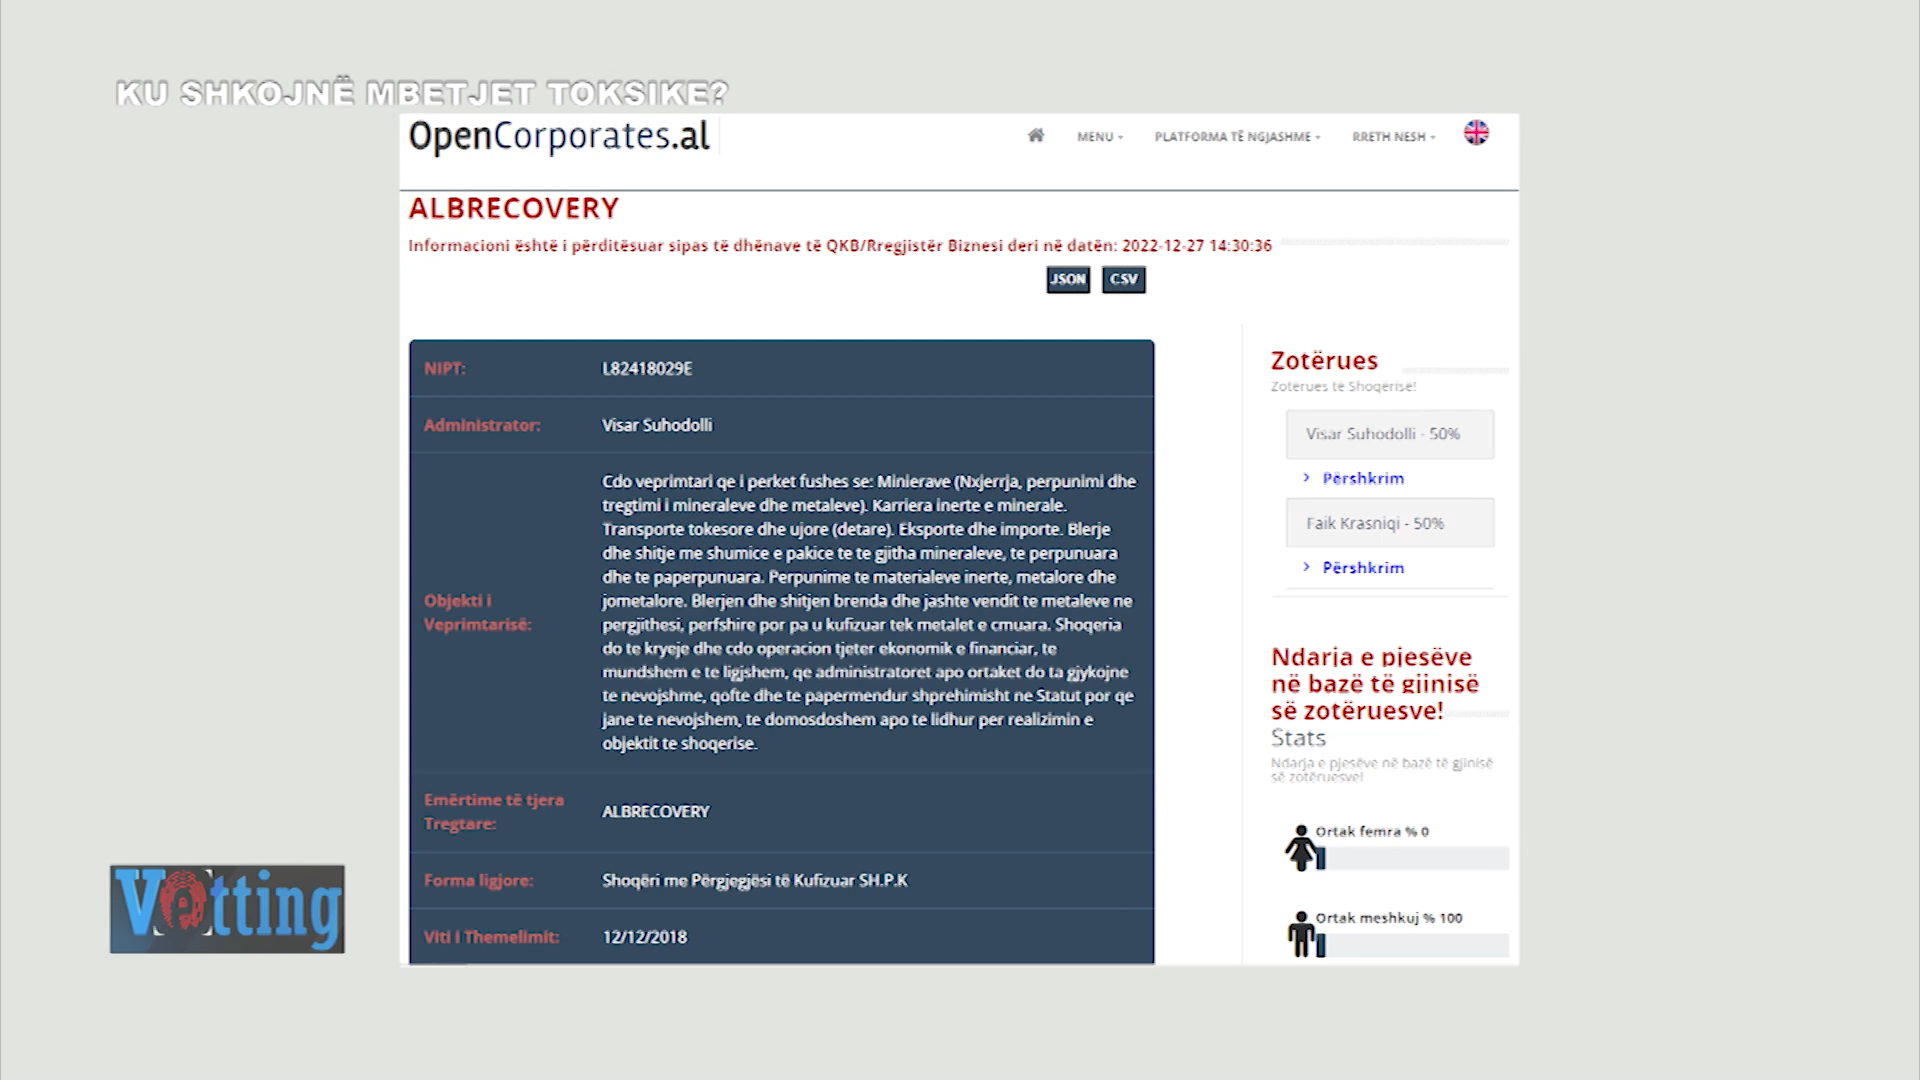 KU SHKOJNË MBETJET TOKSIKE?
OpenCorporates.al
MENU
PLATFORMA TË NGJASHME
RRETH NESH
ALBRECOVERY
Informacioni është i përditësuar sipas të dhënave të QKB/Rregjistër Biznesi deri në datën: 2022-12-27 14:30:36
JSON
CSV
NIPT:
L82418029E
Administrator:
Visar Suhodolli
Objekti i
Veprimtarisë:
Cdo veprimtari qe i perket fushes se: Minierave (Nxjerrja, perpunimi dhe
tregtimi i mineraleve dhe metaleve). Karriera inerte e minerale.
Transporte tokesore dhe ujore (detare). Eksporte dhe importe. Blerje
dhe shitje me shumice e pakice te te gjitha mineraleve, te perpunuara
dhe te paperpunuara. Perpunime te materialeve inerte, metalore dhe
jometalore. Blerjen dhe shitjen brenda dhe jashte vendit te metaleve ne
pergjithesi, perfshire por pa u kufizuar tek metalet e cmuara. Shoqeria
do te kryeje dhe cdo operacion tjeter ekonomik e financiar, te
mundshem e te ligjshem, qe administratoret apo ortaket do ta gjykojne
te nevojshme, qofte dhe te papermendur shprehimisht ne Statut por qe
jane te nevojshem, te domosdoshem apo te lidhur per realizimin e
objektit te shoqerise.
Emërtime të tjera
Tregtare:
ALBRECOVERY
Forma ligjore:
Shoqëri me Përgjegjësi të Kufizuar SH.P.K
Viti i Themelimit:
12/12/2018
Zotërues
Zotërues të Shoqërisë!
Visar Suhodolli - 50%
Përshkrim
Faik Krasniqi - 50%
Përshkrim
Ndarja e pjesëve
në bazë të gjinisë
së zotëruesve!
Stats
Ndarja e pjesëve në bazë të gjinisë
së zotëruesve!
Ortak femra % 0
Ortak meshkuj % 100
Vetting